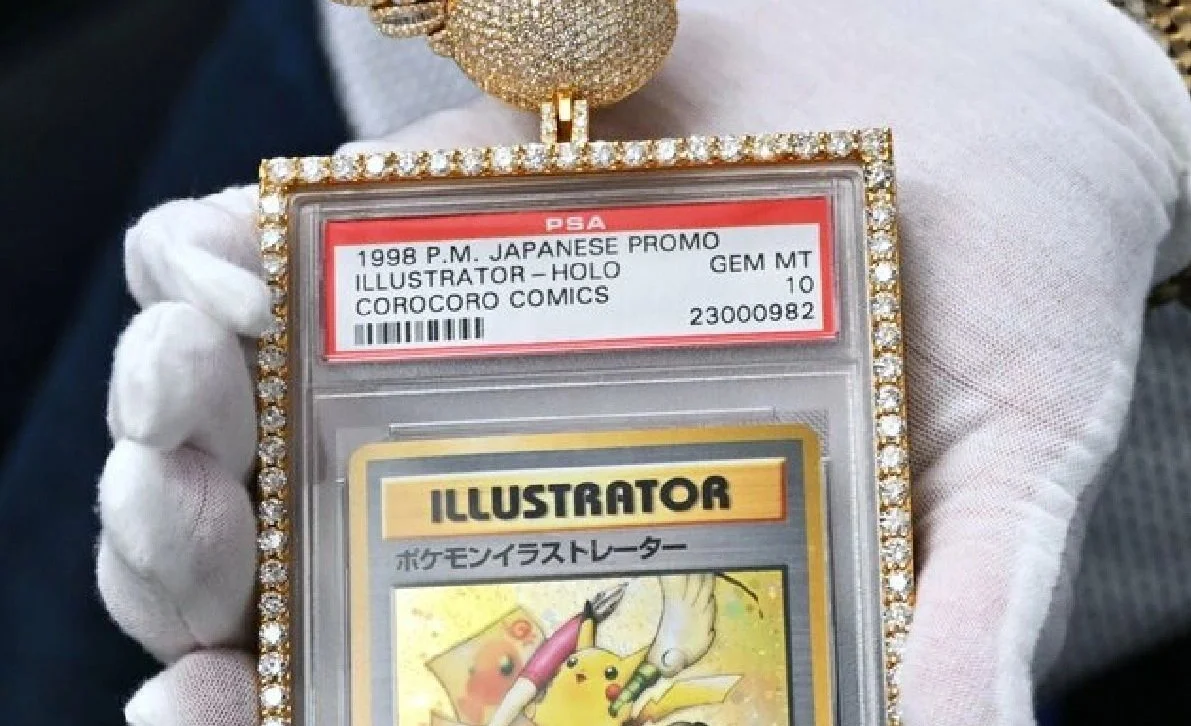 PSA
1998 P.M. JAPANESE PROMO
ILLUSTRATOR-HOLO GEM MT
COROCORO COMICS 10
23000982
ILLUSTRATOR
ポケモンイラストレーター